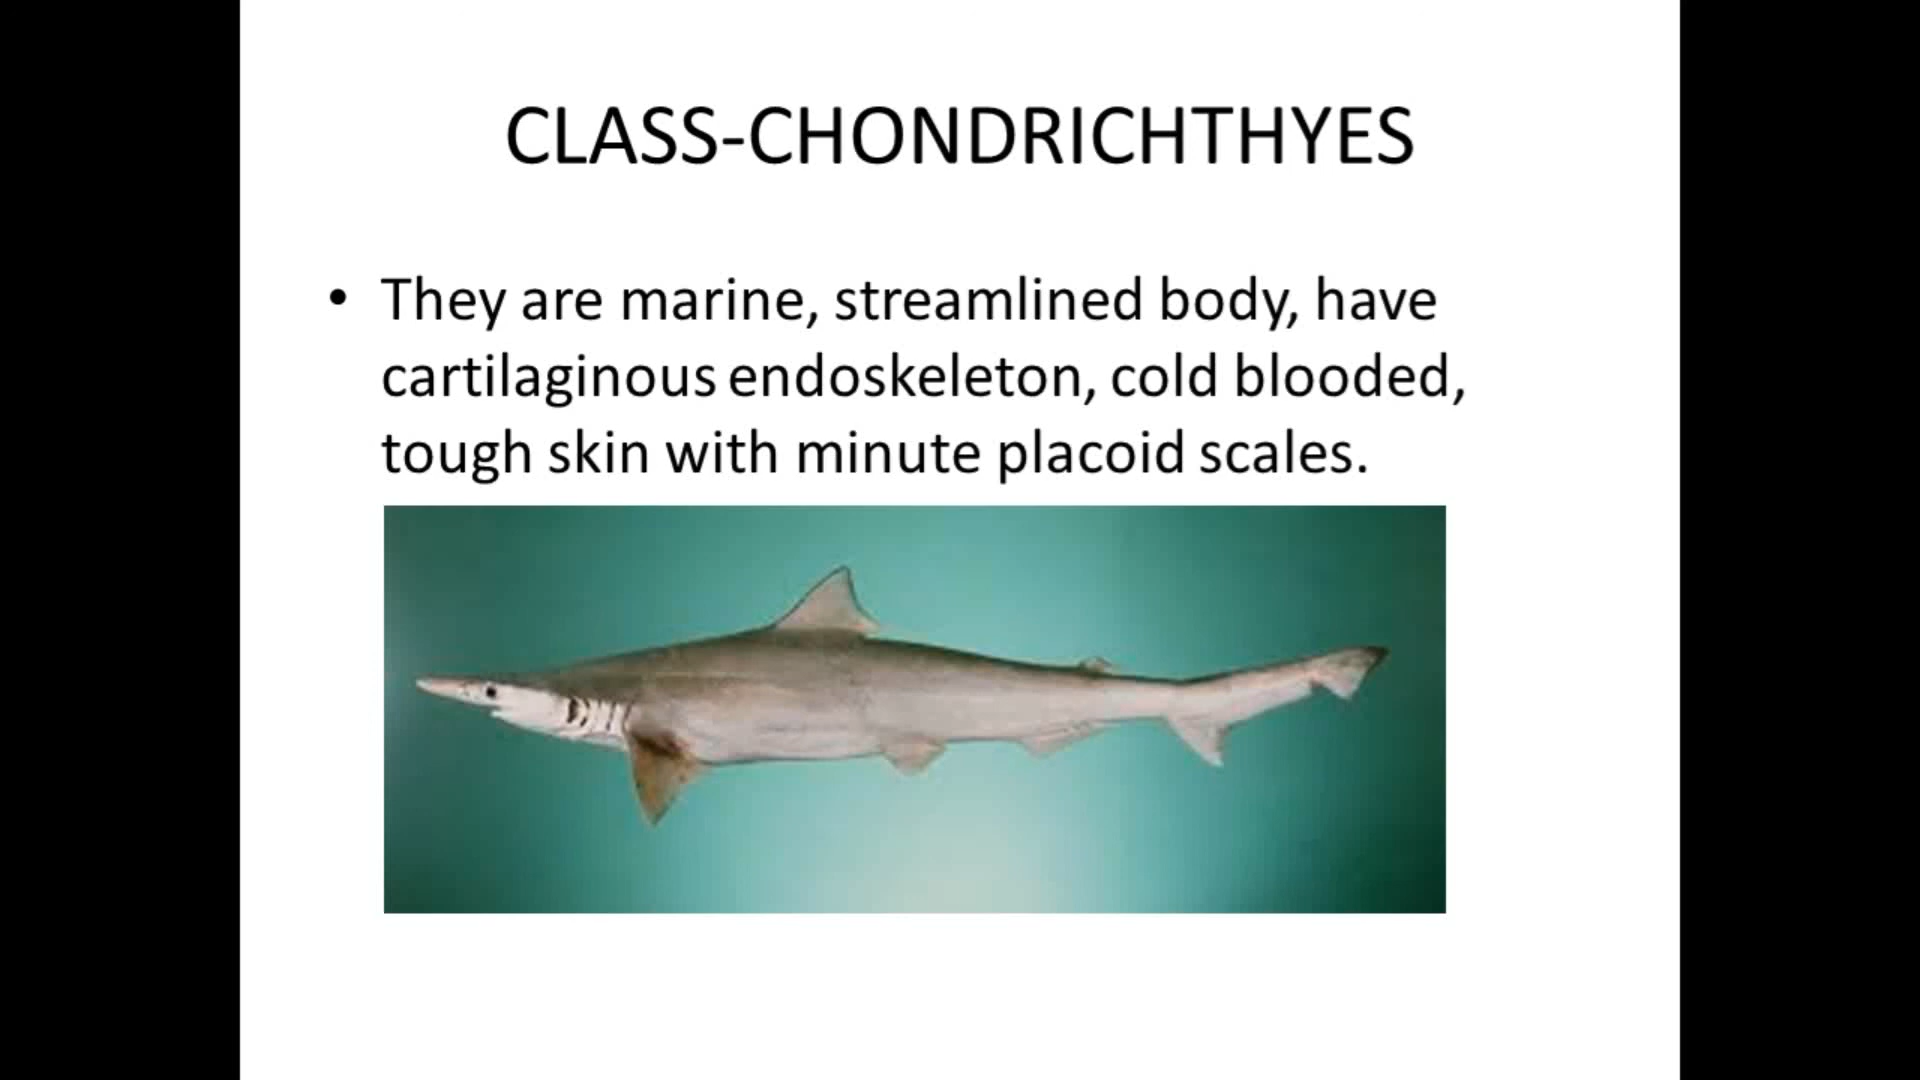 CLASS-CHONDRICHTHYES
• They are marine, streamlined body, have
cartilaginous endoskeleton, cold blooded,
tough skin with minute placoid scales.